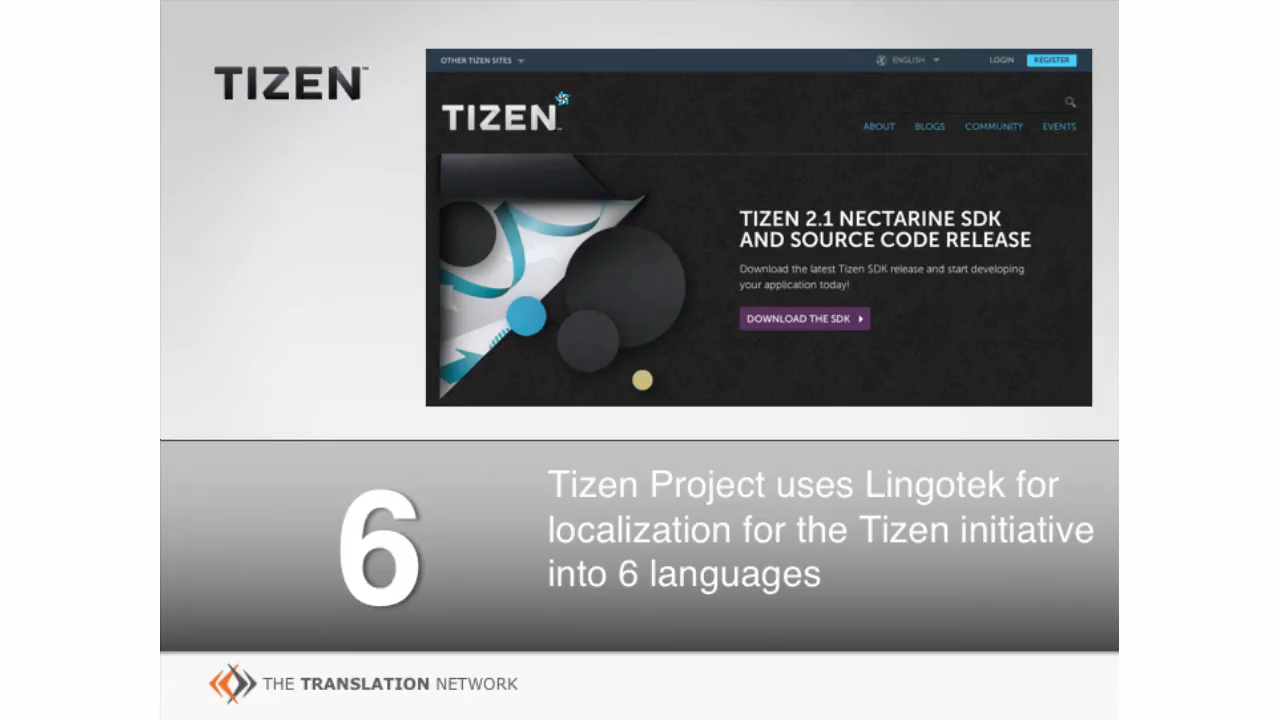 TIZEN™
OTHER TIZEN SITES
ENGLISH
LOGIN
REGISTER
TIZEN™
ABOUT
BLOGS
COMMUNITY
EVENTS
TIZEN 2.1 NECTARINE SDK
AND SOURCE CODE RELEASE
Download the latest Tizen SDK release and start developing
your application today!
DOWNLOAD THE SDK
6
Tizen Project uses Lingotek for
localization for the Tizen initiative
into 6 languages
THE TRANSLATION NETWORK